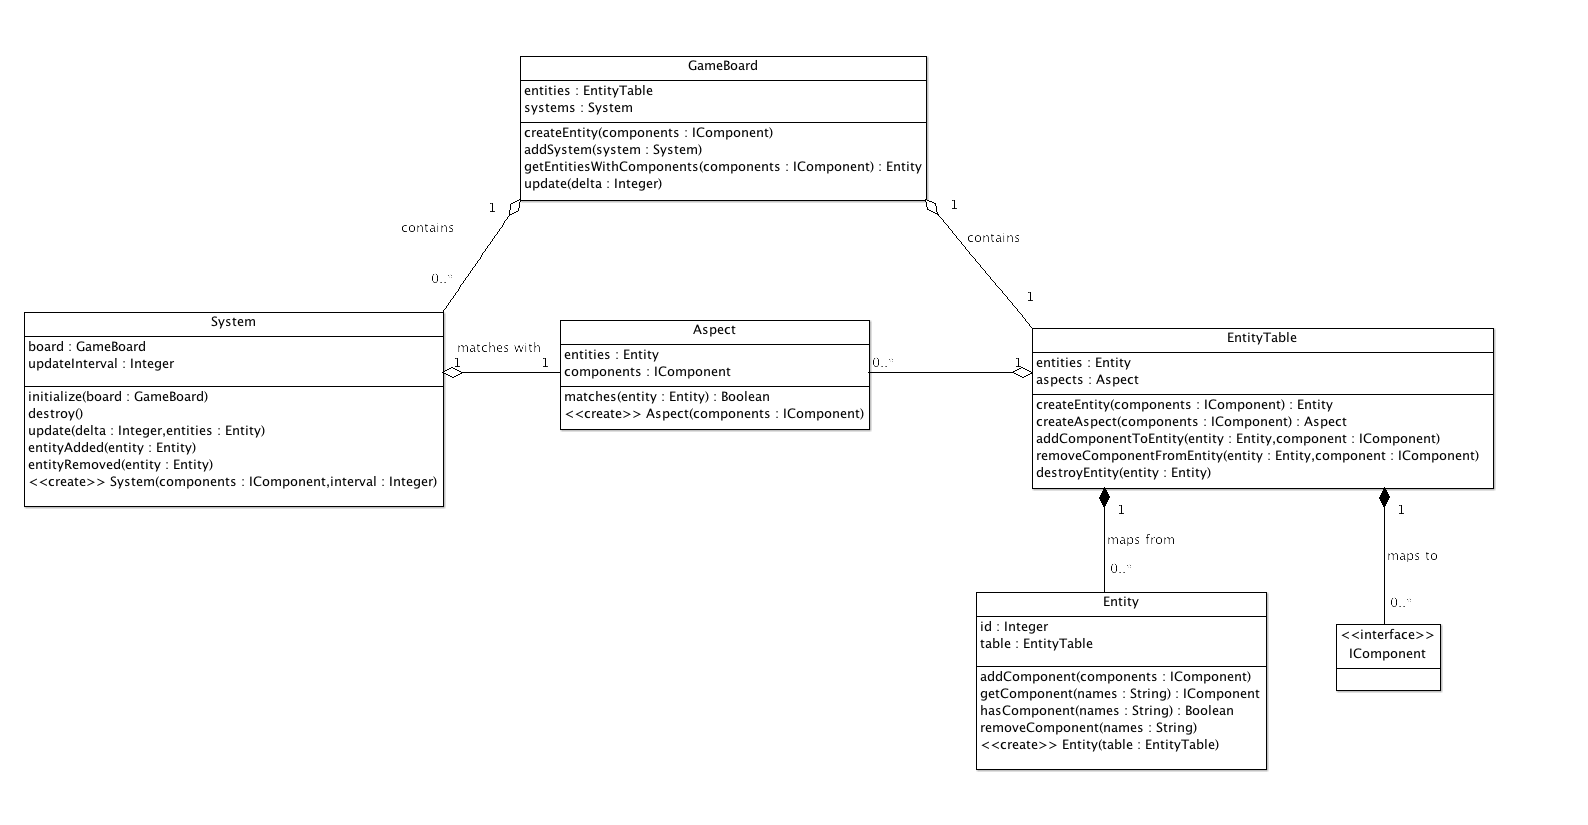 GameBoard
entities : EntityTable
systems : System
createEntity(components : IComponent)
addSystem(system : System)
getEntitiesWithComponents(components : IComponent) : Entity
update(delta : Integer)
1
contains
0..*
1
contains
1
System
board : GameBoard
updateInterval : Integer
initialize(board : GameBoard)
destroy()
update(delta : Integer,entities : Entity)
entityAdded(entity : Entity)
entityRemoved(entity : Entity)
<<create>> System(components : IComponent,interval : Integer)
matches with
1
1
Aspect
entities : Entity
components : IComponent
matches(entity : Entity) : Boolean
<<create>> Aspect(components : IComponent)
0..*
1
EntityTable
entities : Entity
aspects : Aspect
createEntity(components : IComponent) : Entity
createAspect(components : IComponent) : Aspect
addComponentToEntity(entity : Entity,component : IComponent)
removeComponentFromEntity(entity : Entity,component : IComponent)
destroyEntity(entity : Entity)
1
maps from
0..*
1
maps to
0..*
Entity
id : Integer
table : EntityTable
addComponent(components : IComponent)
getComponent(names : String) : IComponent
hasComponent(names : String) : Boolean
removeComponent(names : String)
<<create>> Entity(table : EntityTable)
<<interface>>
IComponent